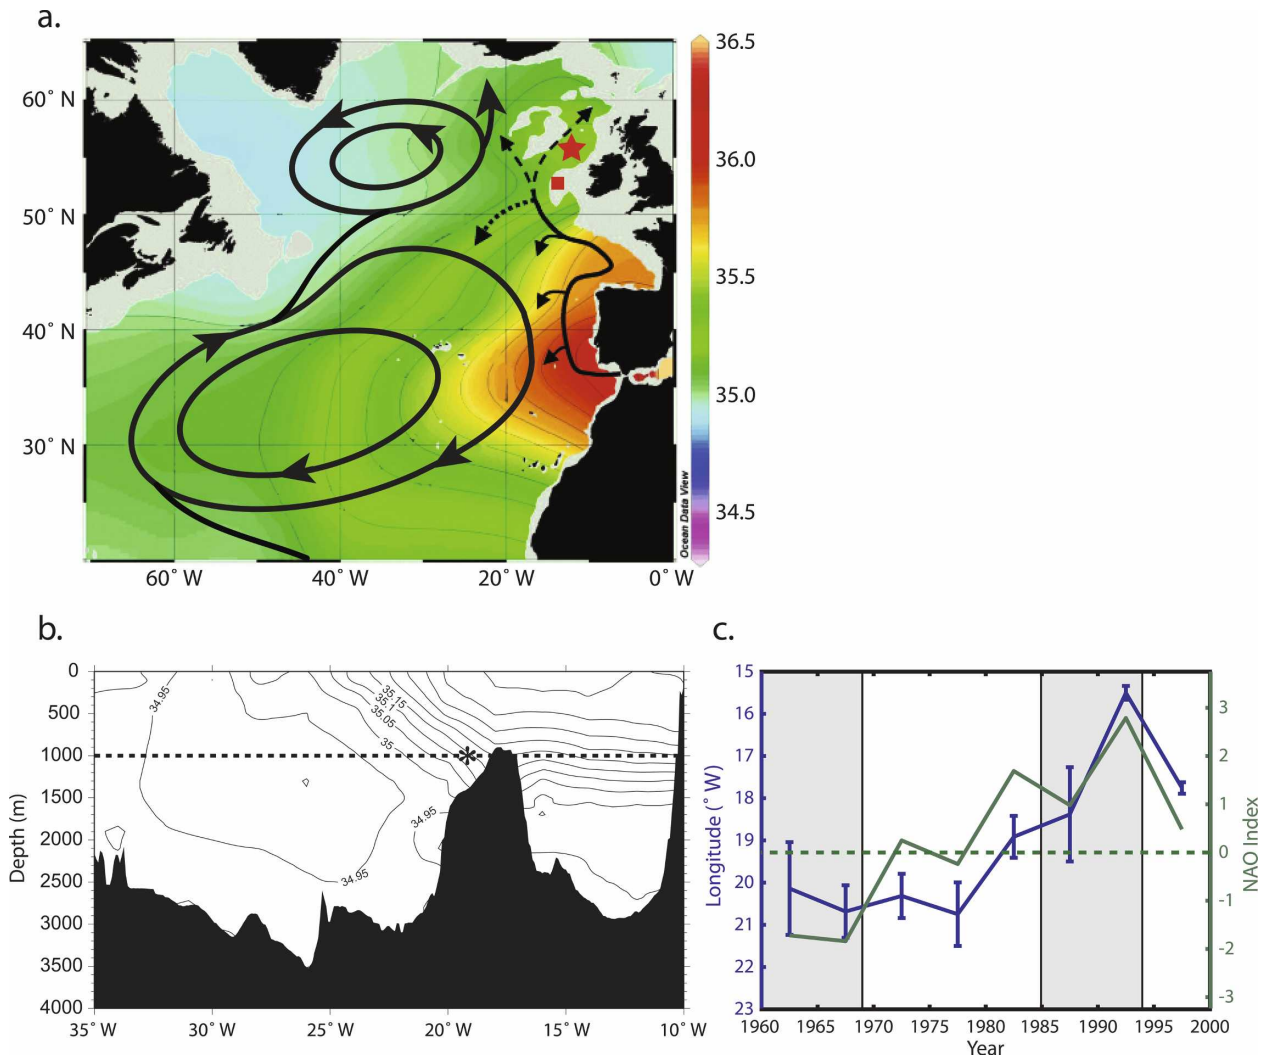 a.
36.5
60° N
36.0
50° N
35.5
40° N
35.0
30° N
34.5
Ocean Data View
60° W 40° W 20° W 0° W
b.
0
500
1000
1500
2000
2500
3000
3500
4000
Depth (m)
34.95
35.15
35.1
35.05
35
34.95
34.95
*
35 W 30° W 25° W 20° W 15° W 10° W
c.
15
16
17
18
19
20
21
22
23
Longitude (° W)
3
2
1
0
-1
-2
-3
NAO Index
1960 1965 1970 1975 1980 1985 1990 1995 2000
Year